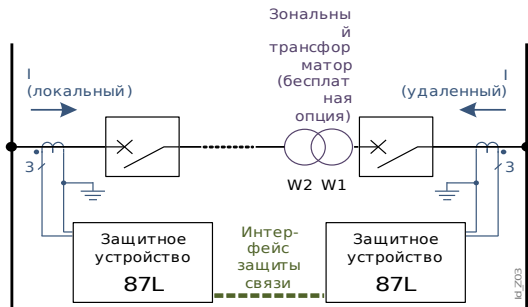 Зональны
й
трансфор
матор
(бесплат
ная
опция)
I
(локальный)
I
(удаленный)
3
3
W2 W1
Защитное
устройство
87L
Интер-
фейс
защиты
связи
Защитное
устройство
87L
ld_z03